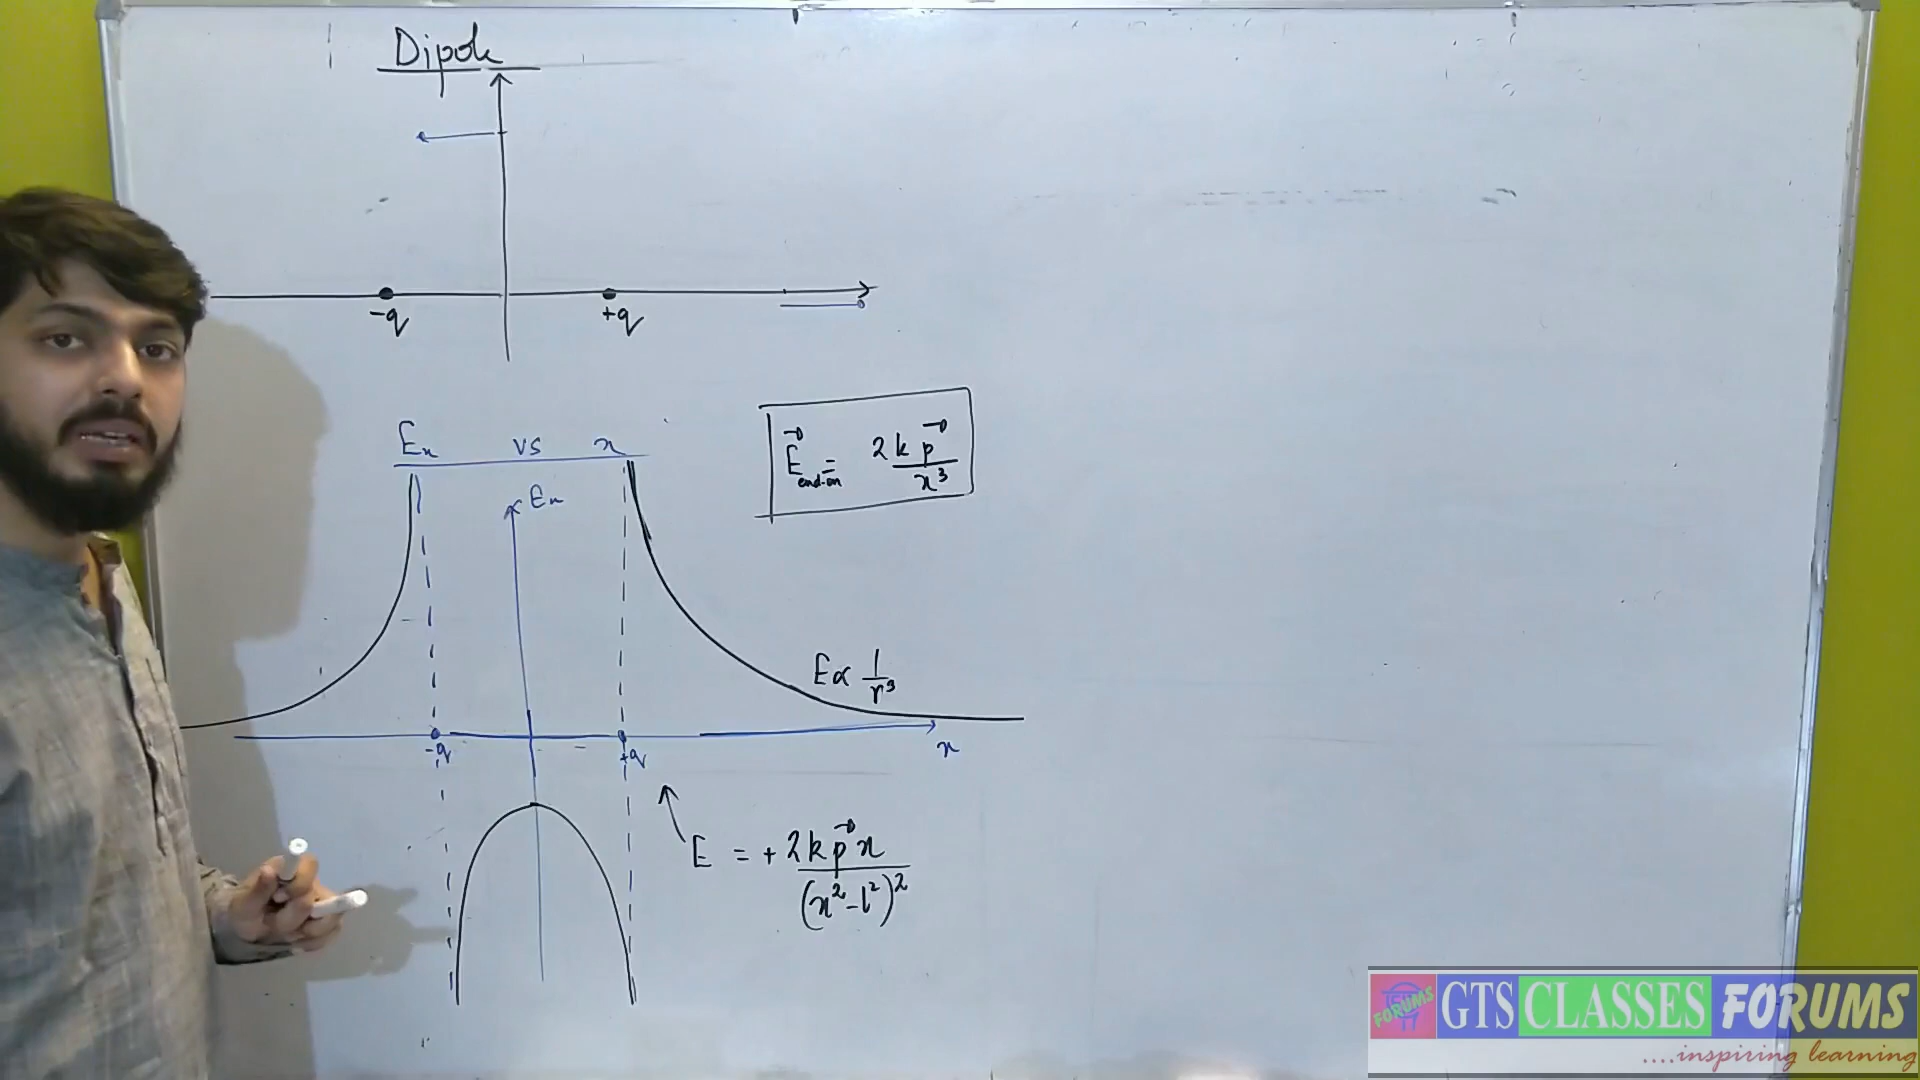 Dipole
-q +q
Ex vs x
E end-on = 2kp / x³
Ex
E ∝ 1/r³
-q +q x
E = + 2kp x / (x² - l²)²
FORUMS GTS CLASSES FORUMS
....inspiring learning